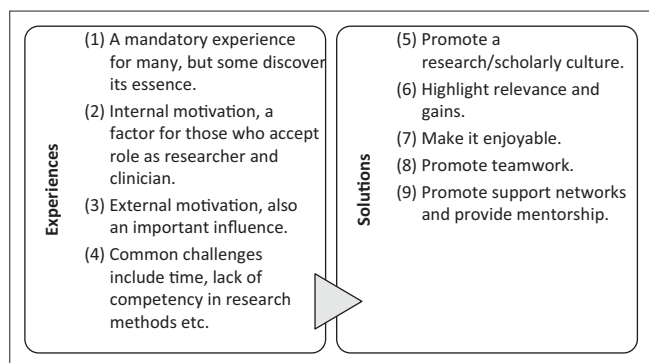 Experiences
(1) A mandatory experience
for many, but some discover
its essence.
(2) Internal motivation, a
factor for those who accept
role as researcher and
clinician.
(3) External motivation, also
an important influence.
(4) Common challenges
include time, lack of
competency in research
methods etc.
Solutions
(5) Promote a
research/scholarly culture.
(6) Highlight relevance and
gains.
(7) Make it enjoyable.
(8) Promote teamwork.
(9) Promote support networks
and provide mentorship.